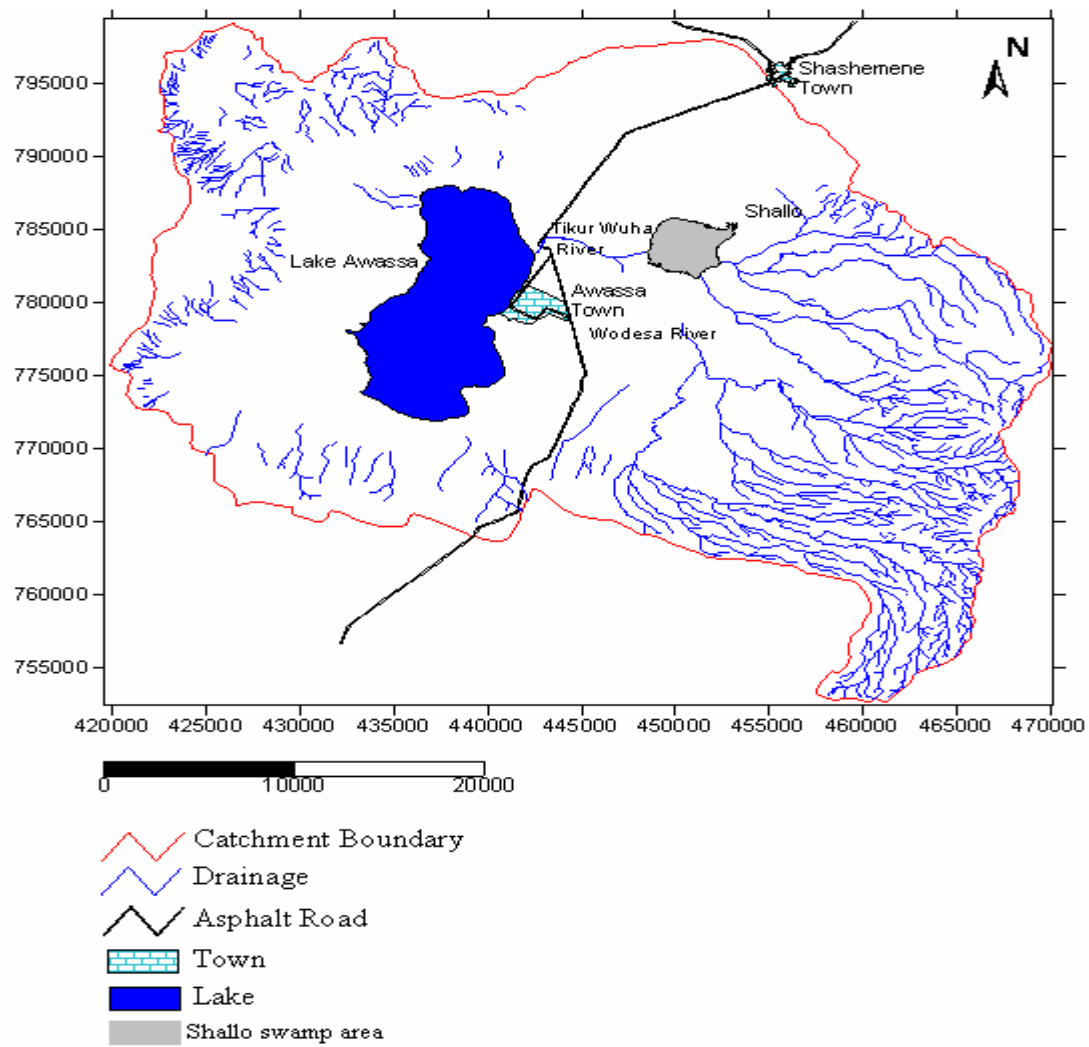 N
Shashemene
Town
795000
790000
785000
780000
775000
770000
765000
760000
755000
Shallo
Tikur Wuha
River
Lake Awassa
Awassa
Town
Wodesa River
420000 425000 430000 435000 440000 445000 450000 455000 460000 465000 470000
0 10000 20000
Catchment Boundary
Drainage
Asphalt Road
Town
Lake
Shallo swamp area